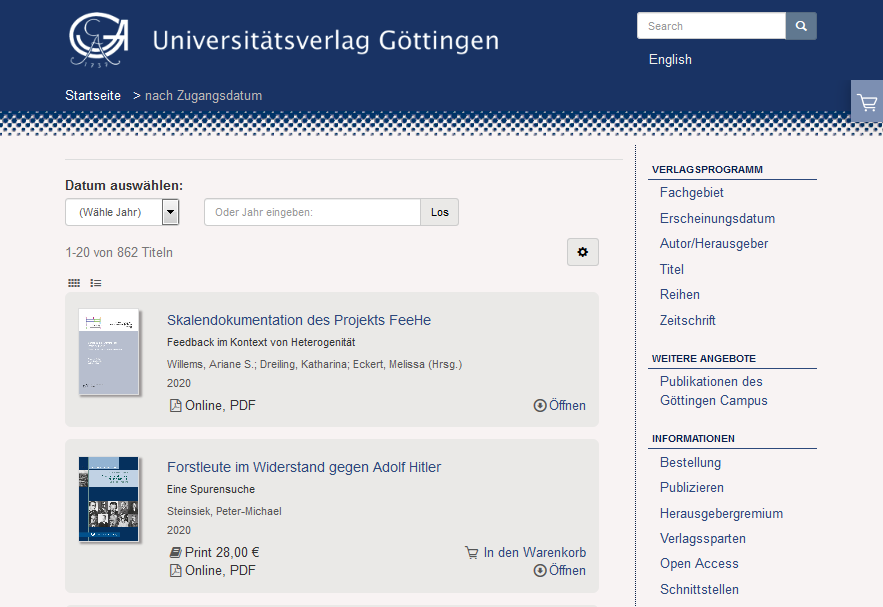 Universitätsverlag Göttingen
Search
English
Startseite > nach Zugangsdatum
Datum auswählen:
(Wähle Jahr)
Oder Jahr eingeben:
Los
1-20 von 862 Titeln
Skalendokumentation des Projekts FeeHe
Feedback im Kontext von Heterogenität
Willems, Ariane S.; Dreiling, Katharina; Eckert, Melissa (Hrsg.)
2020
Online, PDF
Öffnen
Forstleute im Widerstand gegen Adolf Hitler
Eine Spurensuche
Steinsiek, Peter-Michael
2020
Print 28,00 €
In den Warenkorb
Online, PDF
Öffnen
VERLAGSPROGRAMM
Fachgebiet
Erscheinungsdatum
Autor/Herausgeber
Titel
Reihen
Zeitschrift
WEITERE ANGEBOTE
Publikationen des
Göttingen Campus
INFORMATIONEN
Bestellung
Publizieren
Herausgebergremium
Verlagssparten
Open Access
Schnittstellen